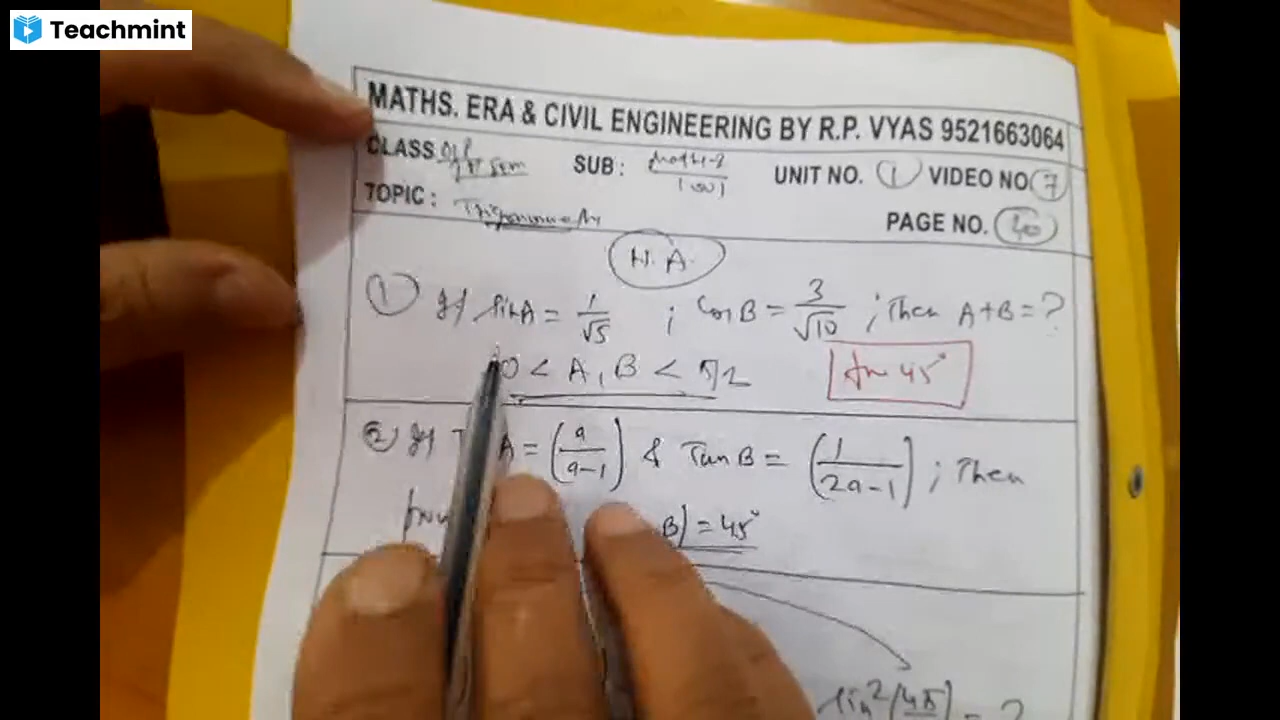 Teachmint
MATHS. ERA & CIVIL ENGINEERING BY R.P. VYAS 9521663064
CLASS SUB : UNIT NO. 1 VIDEO NO 7
TOPIC : Trigonometry PAGE NO. 40
H.A.
① If sinA = 1/√5 ; CosB = 3/√10 ; Then A+B = ?
0 < A, B < π/2 Ans 45°
2) If A = (a/(a-1)) & TanB = (1/(2a-1)) ; Then
B) = 45°
= ?